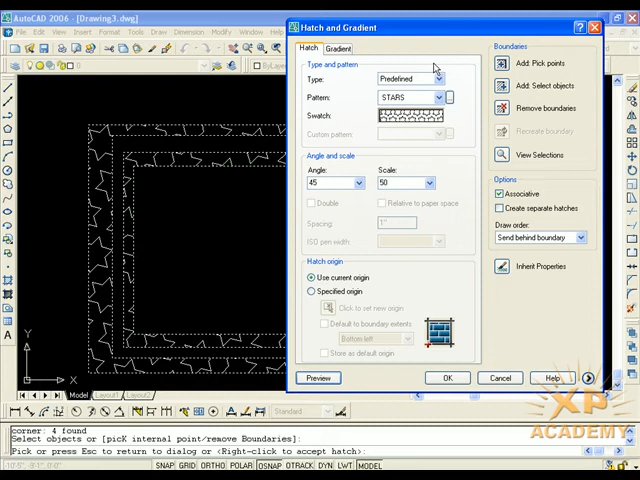 AutoCAD 2006 - [Drawing3.dwg]
File Edit View Insert Format Tools Draw Dimension Modify
0
ByLayer
Hatch and Gradient
Hatch Gradient
Type and pattern
Type: Predefined
Pattern: STARS
Swatch:
Custom pattern:
Angle and scale
Angle: Scale:
45 50
Double Relative to paper space
Spacing: 1"
ISO pen width:
Hatch origin
Use current origin
Specified origin
Click to set new origin
Default to boundary extents
Bottom left
Store as default origin
Boundaries
Add: Pick points
Add: Select objects
Remove boundaries
Recreate boundary
View Selections
Options
Associative
Create separate hatches
Draw order:
Send behind boundary
Inherit Properties
Preview OK Cancel Help
Y
X
Model Layout1 Layout2
Standard
XP
ACADEMY
corner: 4 found
Select objects or [picK internal point/remove Boundaries]:
Pick or press Esc to return to dialog or <Right-click to accept hatch>:
SNAP GRID ORTHO POLAR OSNAP OTRACK DYN LWT MODEL